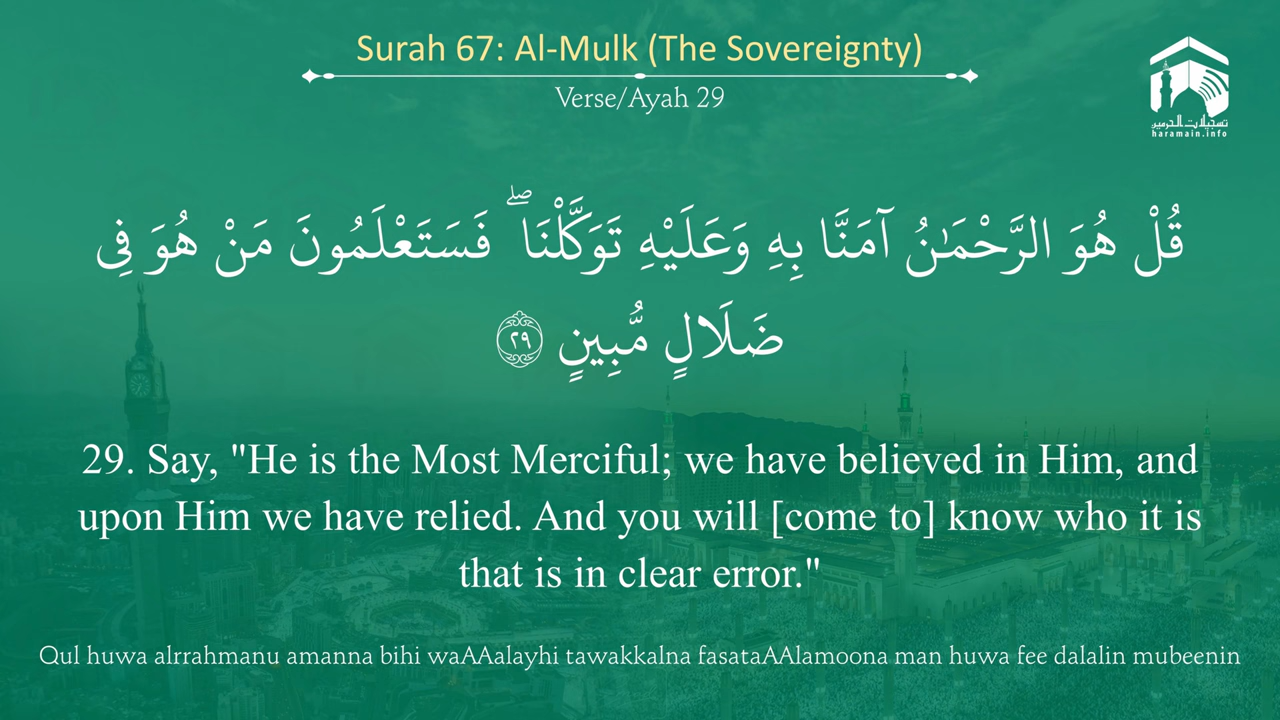 Surah 67: Al-Mulk (The Sovereignty)
Verse/Ayah 29
تسجيلات الحرمين
haramain.info
قُلْ هُوَ الرَّحْمَٰنُ آمَنَّا بِهِ وَعَلَيْهِ تَوَكَّلْنَا ۖ فَسَتَعْلَمُونَ مَنْ هُوَ فِي
ضَلَالٍ مُّبِينٍ ﴿٢٩﴾
29. Say, "He is the Most Merciful; we have believed in Him, and
upon Him we have relied. And you will [come to] know who it is
that is in clear error."
Qul huwa alrrahmanu amanna bihi waAAalayhi tawakkalna fasataAAlamoona man huwa fee dalalin mubeenin